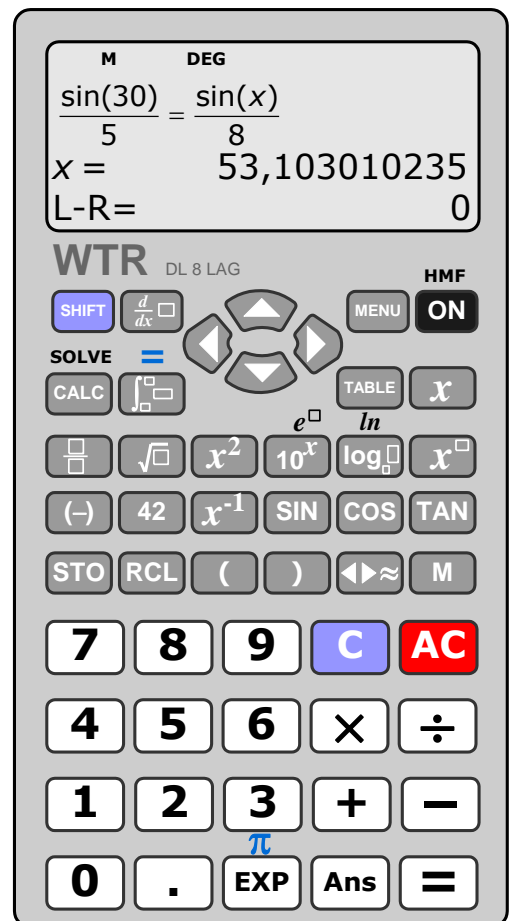 M DEG
sin(30)/5 = sin(x)/8
x = 53,103010235
L-R= 0
WTR DL 8 LAG
HMF
SHIFT d/dx □ MENU ON
SOLVE =
CALC ∫□ TABLE x
e□ ln
□/□ √□ x² 10ˣ log□ x□
(–) 42 x⁻¹ SIN COS TAN
STO RCL ( ) ◀▶≈ M
7 8 9 C AC
4 5 6 × ÷
1 2 3 + −
π
0 . EXP Ans =